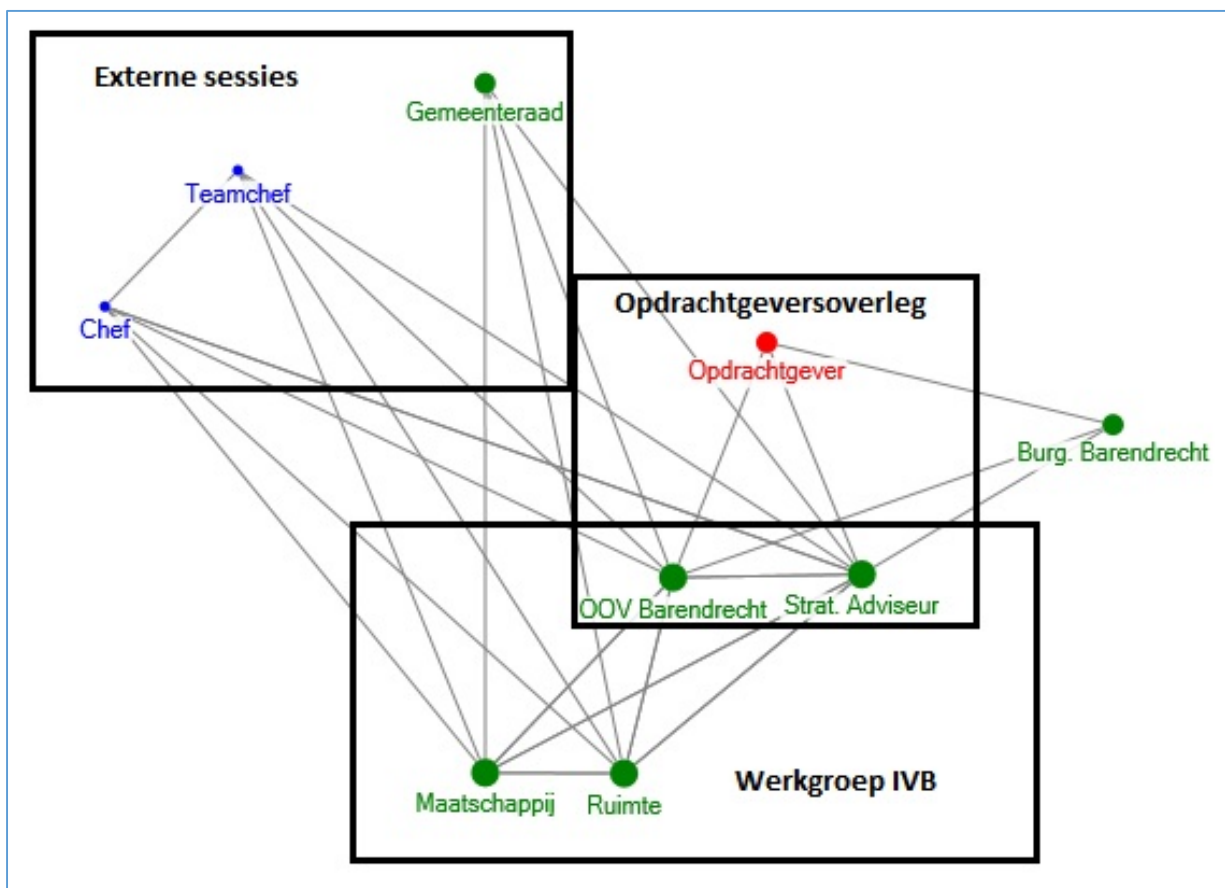 Externe sessies
Gemeenteraad
Teamchef
Chef
Opdrachtgeversoverleg
Opdrachtgever
Burg. Barendrecht
OOV Barendrecht
Strat. Adviseur
Maatschappij
Ruimte
Werkgroep IVB